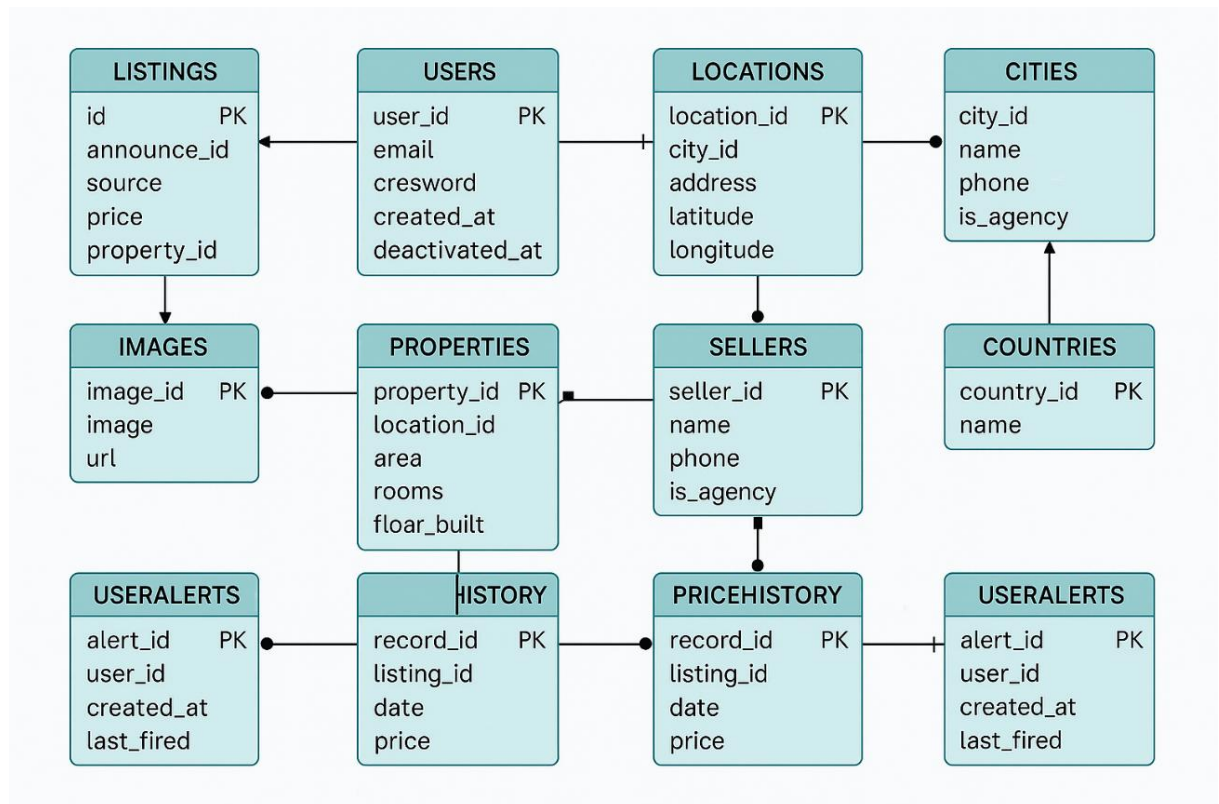 LISTINGS
id PK
announce_id
source
price
property_id
USERS
user_id PK
email
cresword
created_at
deactivated_at
LOCATIONS
location_id PK
city_id
address
latitude
longitude
CITIES
city_id
name
phone
is_agency
IMAGES
image_id PK
image
url
PROPERTIES
property_id PK
location_id
area
rooms
floar_built
SELLERS
seller_id PK
name
phone
is_agency
COUNTRIES
country_id PK
name
USERALERTS
alert_id PK
user_id
created_at
last_fired
HISTORY
record_id PK
listing_id
date
price
PRICEHISTORY
record_id PK
listing_id
date
price
USERALERTS
alert_id PK
user_id
created_at
last_fired